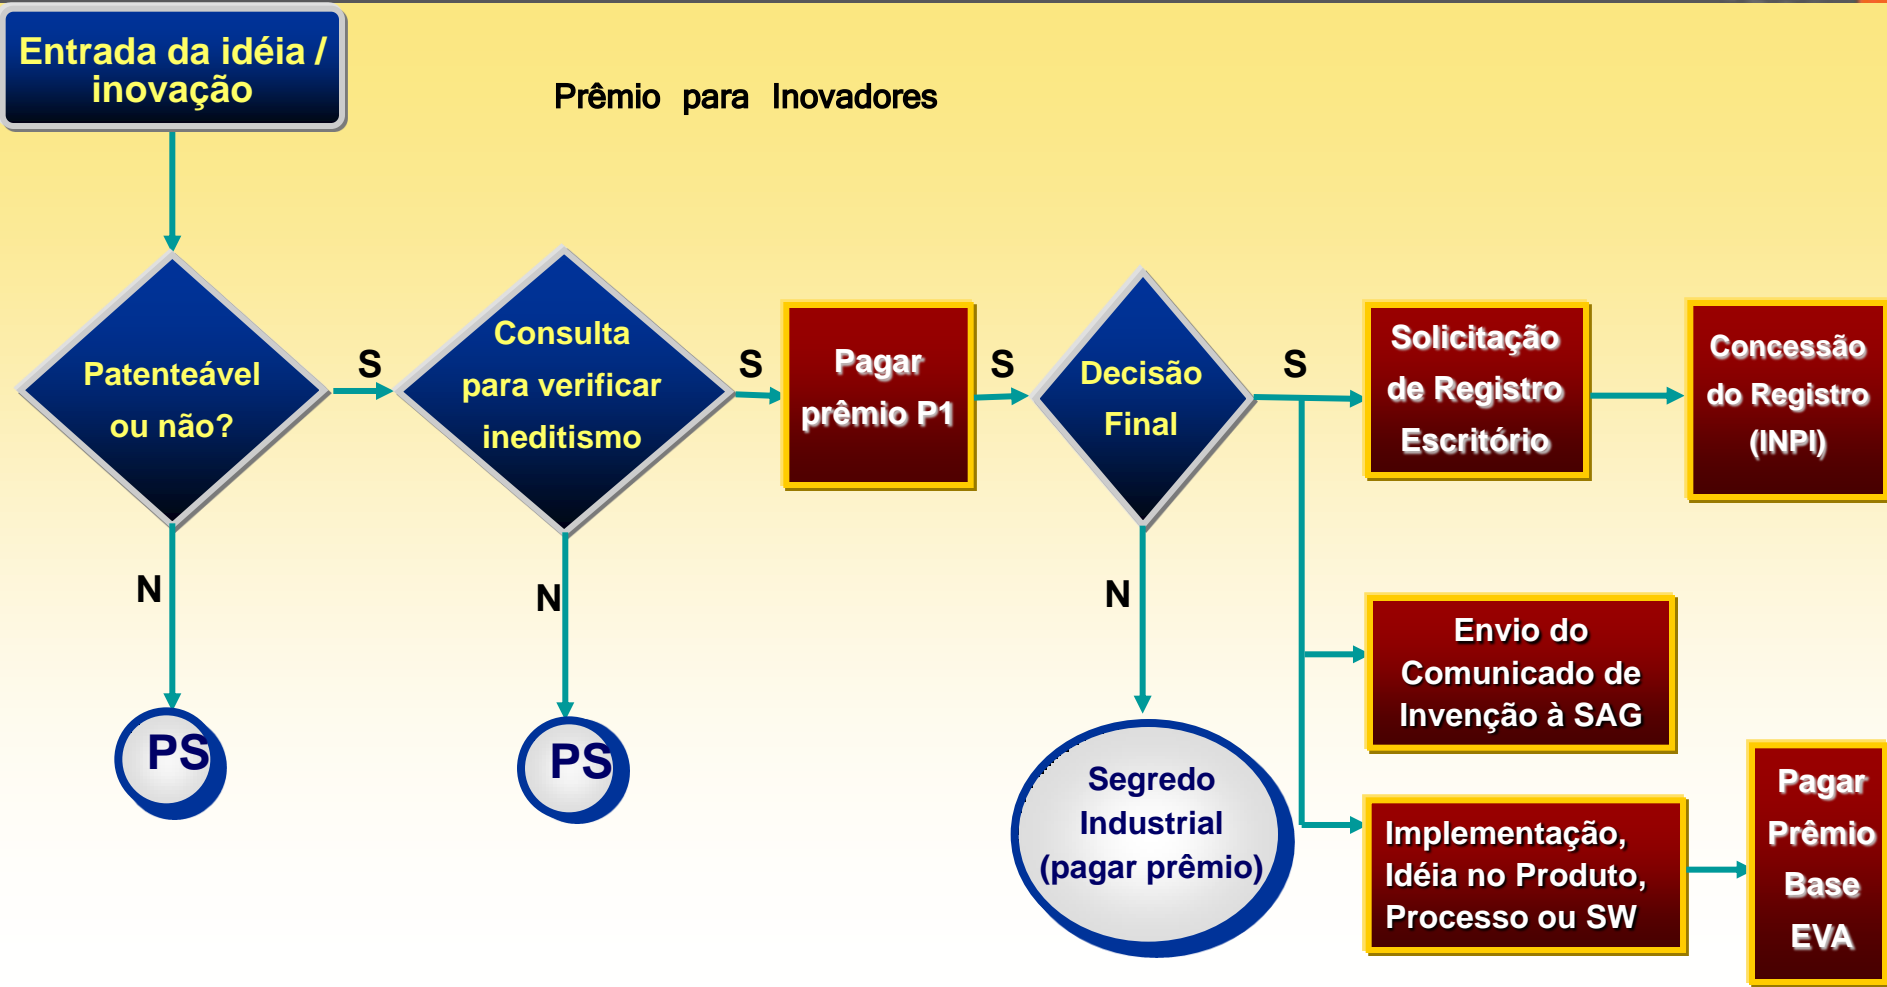 Entrada da idéia /
inovação
Prêmio para Inovadores
Patenteável
ou não?
S
N
PS
Consulta
para verificar
ineditismo
S
N
PS
Pagar
prêmio P1
S
Decisão
Final
S
N
Segredo
Industrial
(pagar prêmio)
Solicitação
de Registro
Escritório
Concessão
do Registro
(INPI)
Envio do
Comunicado de
Invenção à SAG
Implementação,
Idéia no Produto,
Processo ou SW
Pagar
Prêmio
Base
EVA